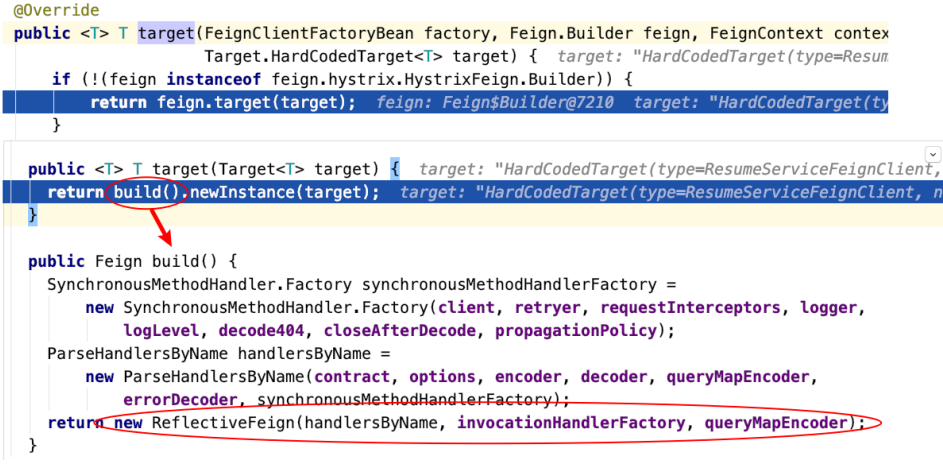 @Override
public <T> T target(FeignClientFactoryBean factory, Feign.Builder feign, FeignContext contex
Target.HardCodedTarget<T> target) { target: "HardCodedTarget(type=Resum
if (!(feign instanceof feign.hystrix.HystrixFeign.Builder)) {
return feign.target(target); feign: Feign$Builder@7210 target: "HardCodedTarget(ty
}
public <T> T target(Target<T> target) { target: "HardCodedTarget(type=ResumeServiceFeignClient,
return build().newInstance(target); target: "HardCodedTarget(type=ResumeServiceFeignClient, n
}
public Feign build() {
SynchronousMethodHandler.Factory synchronousMethodHandlerFactory =
new SynchronousMethodHandler.Factory(client, retryer, requestInterceptors, logger,
logLevel, decode404, closeAfterDecode, propagationPolicy);
ParseHandlersByName handlersByName =
new ParseHandlersByName(contract, options, encoder, decoder, queryMapEncoder,
errorDecoder, synchronousMethodHandlerFactory);
return new ReflectiveFeign(handlersByName, invocationHandlerFactory, queryMapEncoder);
}